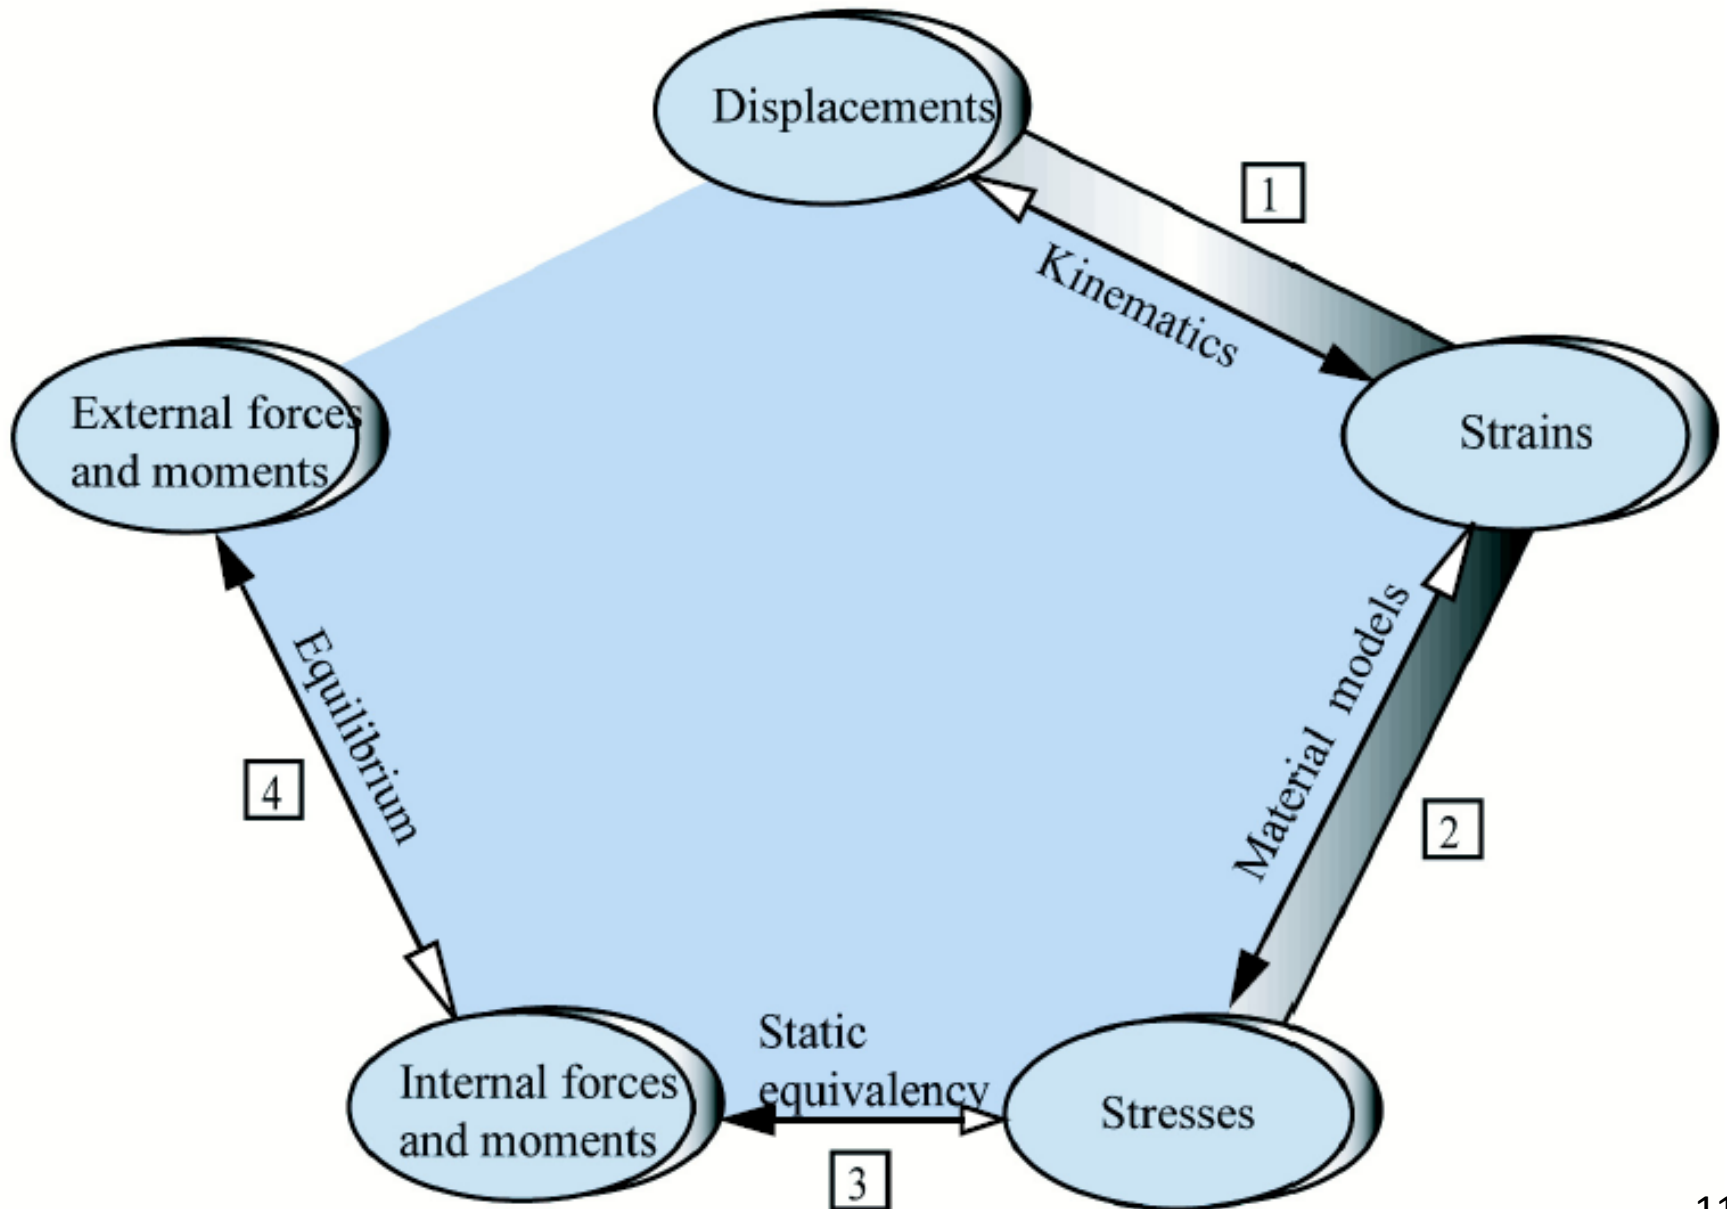 Displacements
1
Kinematics
External forces
and moments
Strains
Equilibrium
Material models
4
2
Static
equivalency
Internal forces
and moments
Stresses
3
11